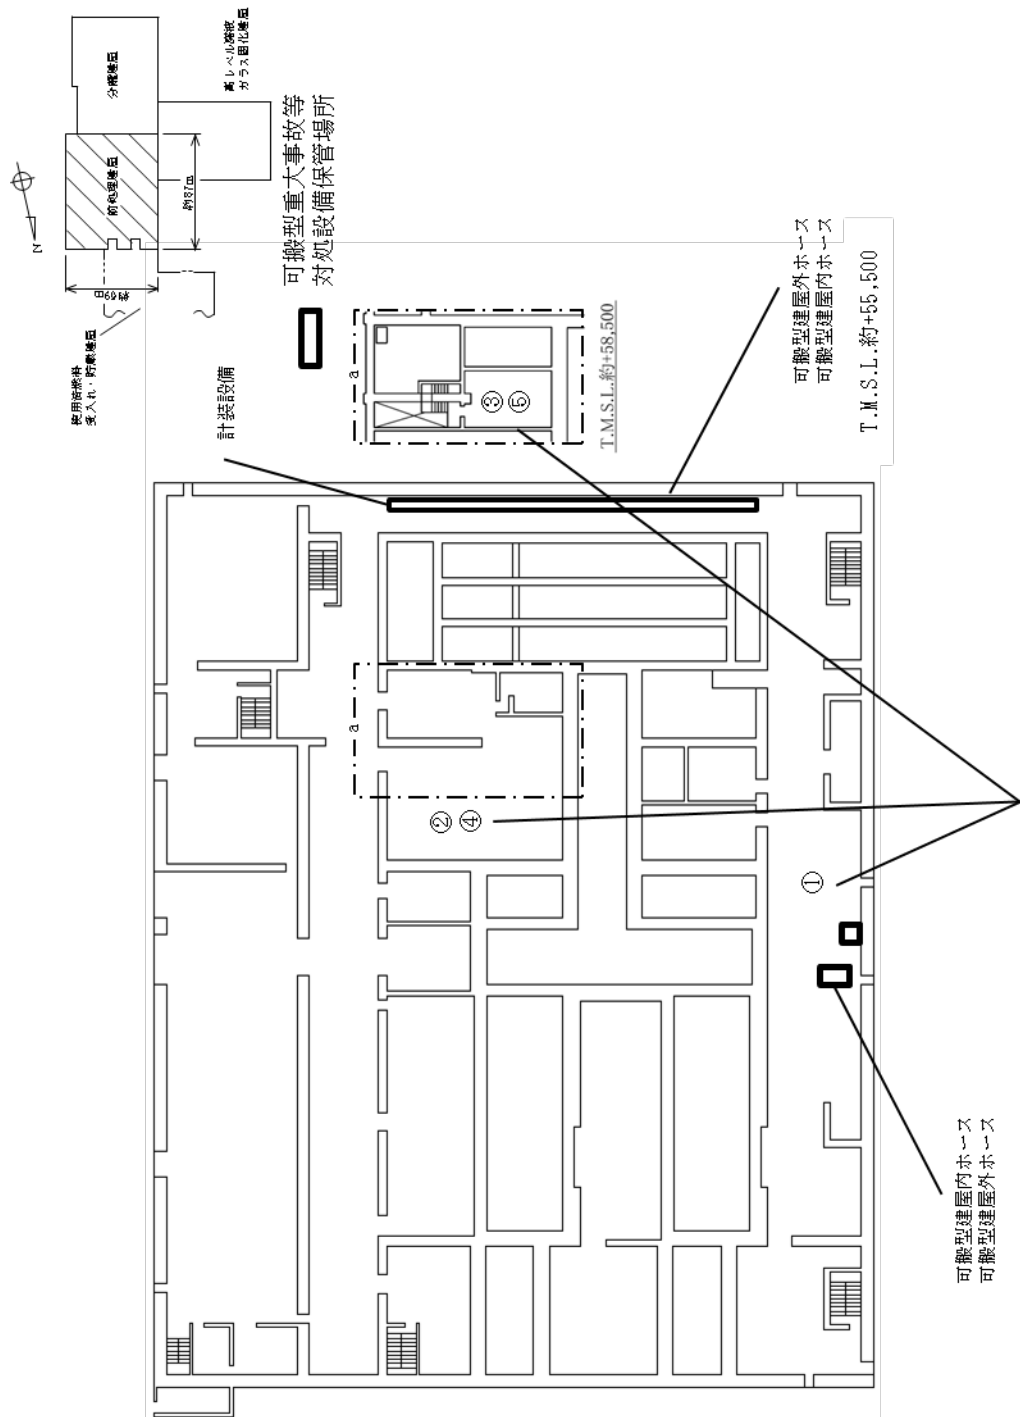 N
使用済燃料
受入れ・貯蔵建屋
前処理建屋
分離建屋
高レベル廃液
ガラス固化建屋
約87m
約69m
可搬型重大事故等
対処設備保管場所
計装設備
a
③
⑤
T.M.S.L.約+58,500
可搬型建屋外ホース
可搬型建屋内ホース
T.M.S.L.約+55,500
a
②
④
①
可搬型建屋内ホース
可搬型建屋外ホース